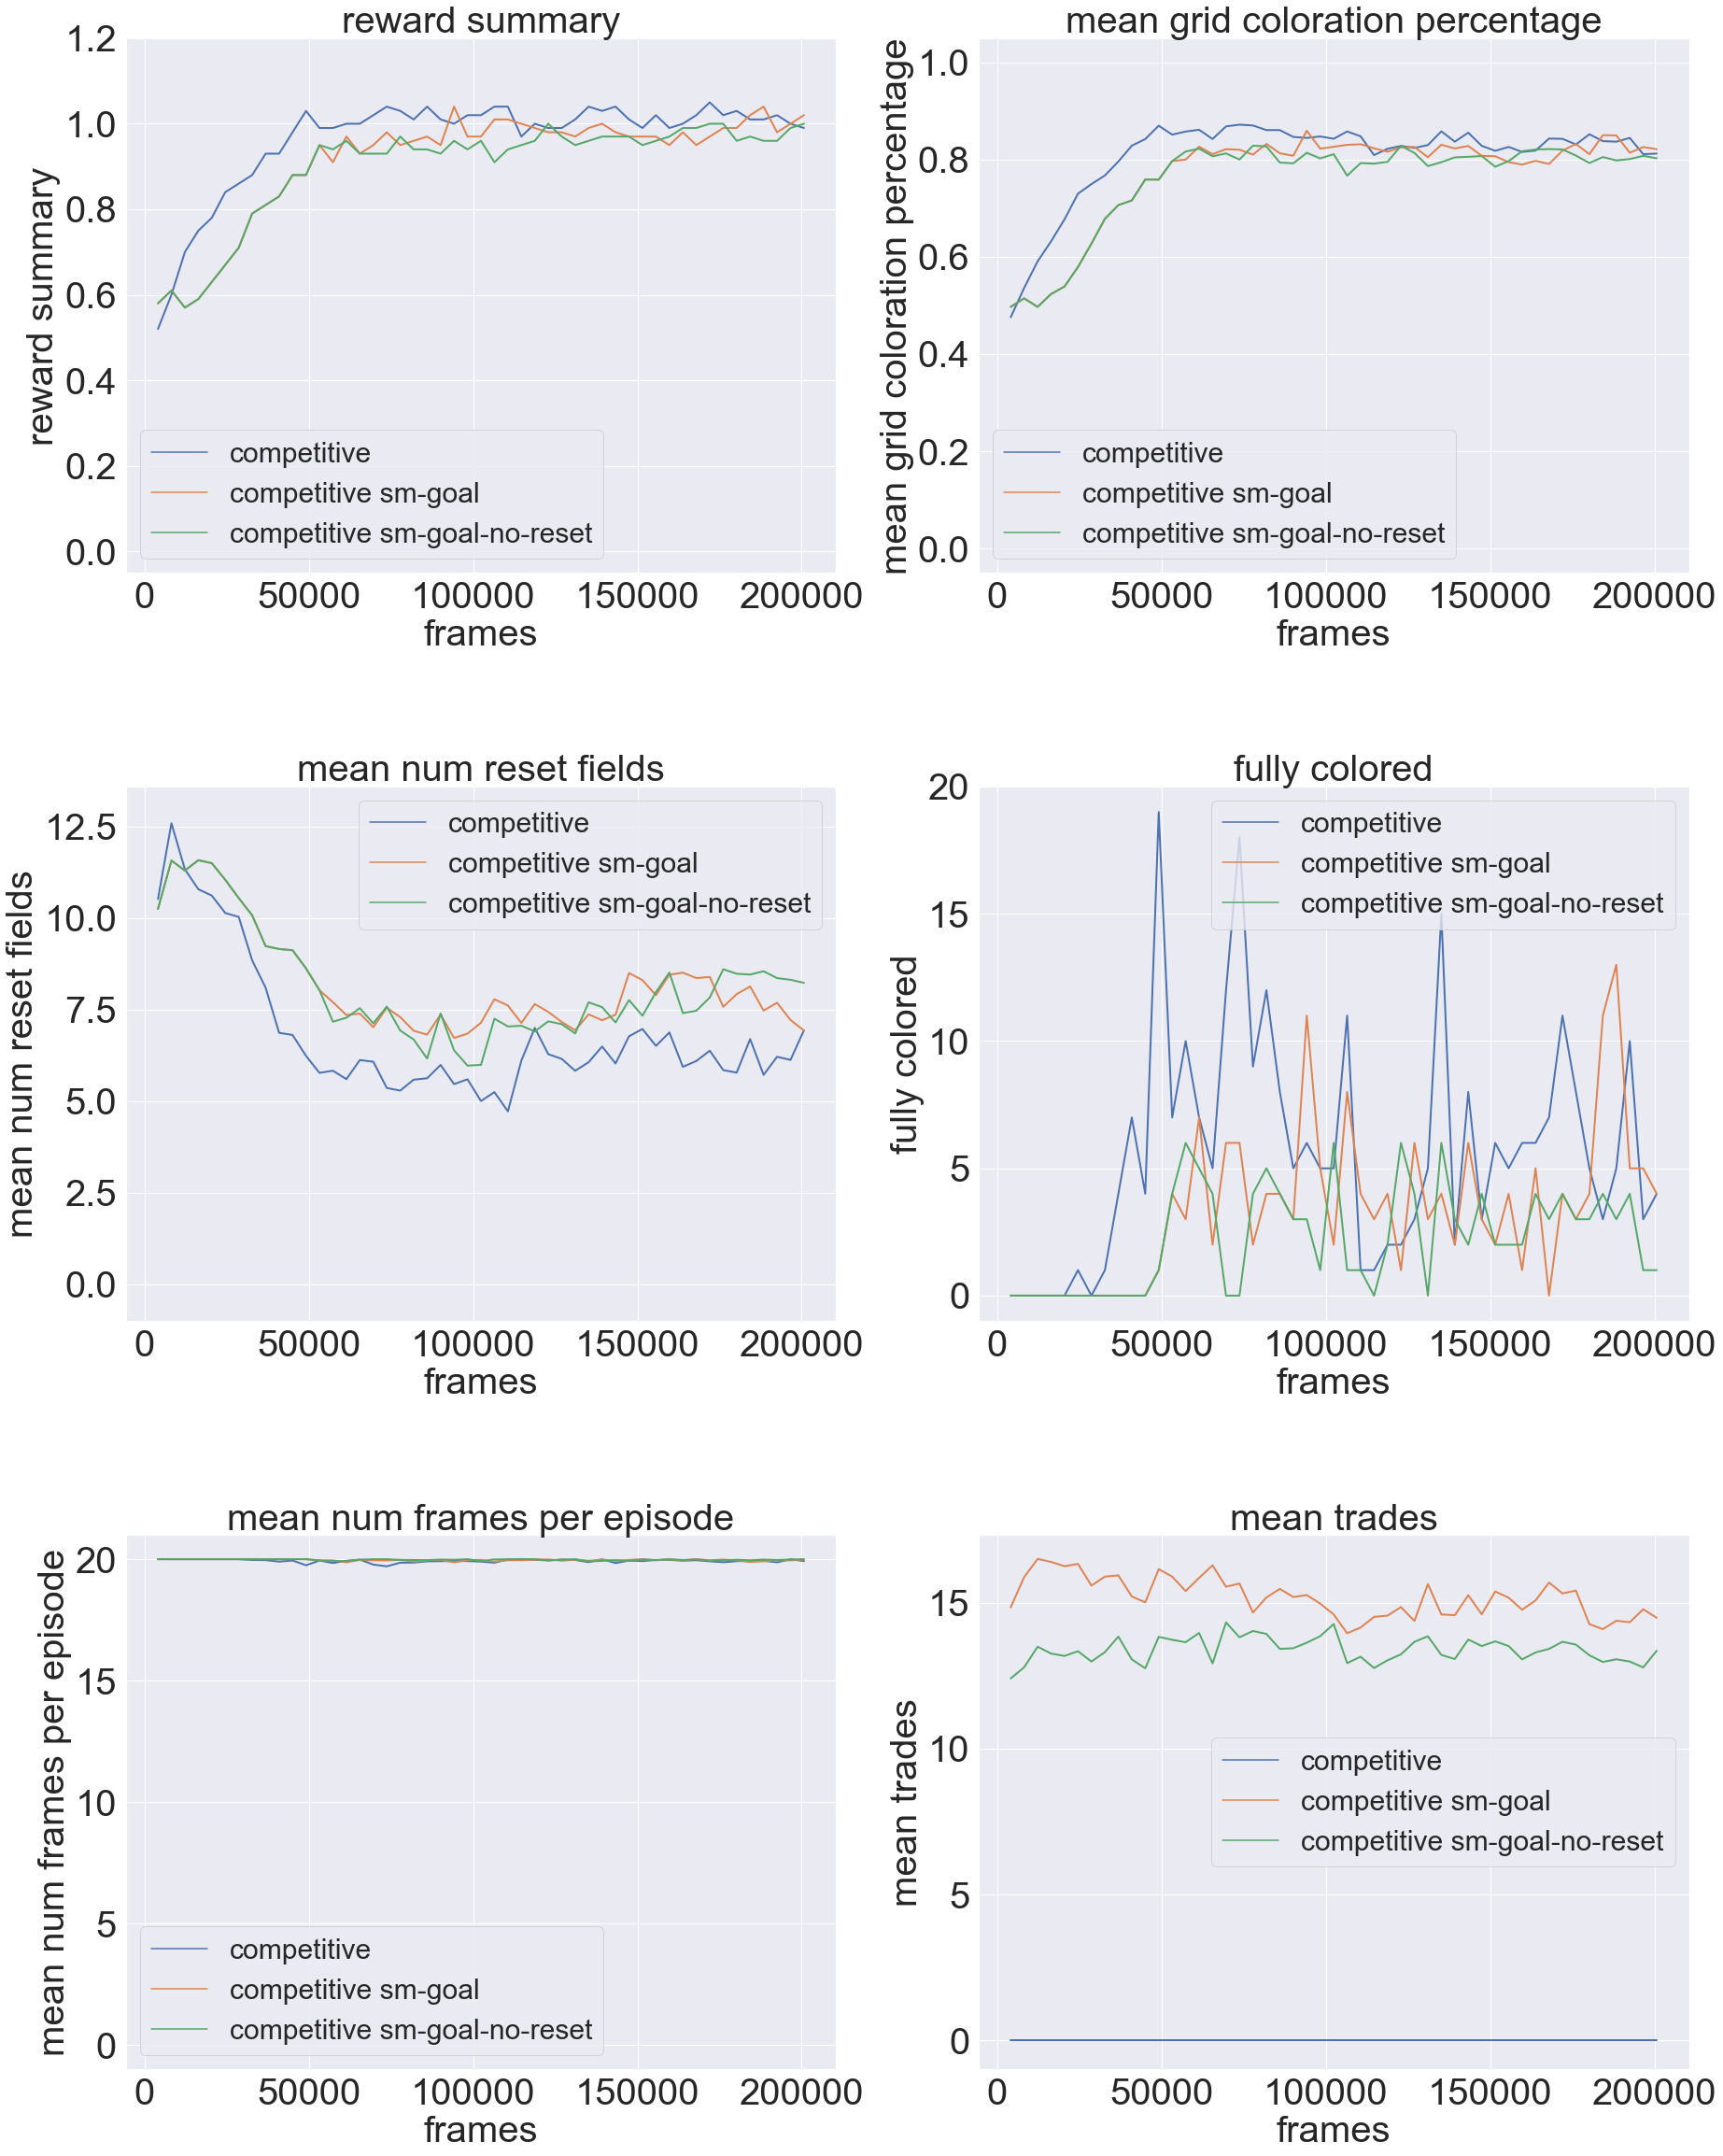 reward summary
1.2
1.0
0.8
0.6
0.4
0.2
0.0
reward summary
competitive
competitive sm-goal
competitive sm-goal-no-reset
0 50000 100000 150000 200000
frames
mean grid coloration percentage
1.0
0.8
0.6
0.4
0.2
0.0
mean grid coloration percentage
competitive
competitive sm-goal
competitive sm-goal-no-reset
0 50000 100000 150000 200000
frames
mean num reset fields
12.5
10.0
7.5
5.0
2.5
0.0
mean num reset fields
competitive
competitive sm-goal
competitive sm-goal-no-reset
0 50000 100000 150000 200000
frames
fully colored
20
15
10
5
0
fully colored
competitive
competitive sm-goal
competitive sm-goal-no-reset
0 50000 100000 150000 200000
frames
mean num frames per episode
20
15
10
5
0
mean num frames per episode
competitive
competitive sm-goal
competitive sm-goal-no-reset
0 50000 100000 150000 200000
frames
mean trades
15
10
5
0
mean trades
competitive
competitive sm-goal
competitive sm-goal-no-reset
0 50000 100000 150000 200000
frames